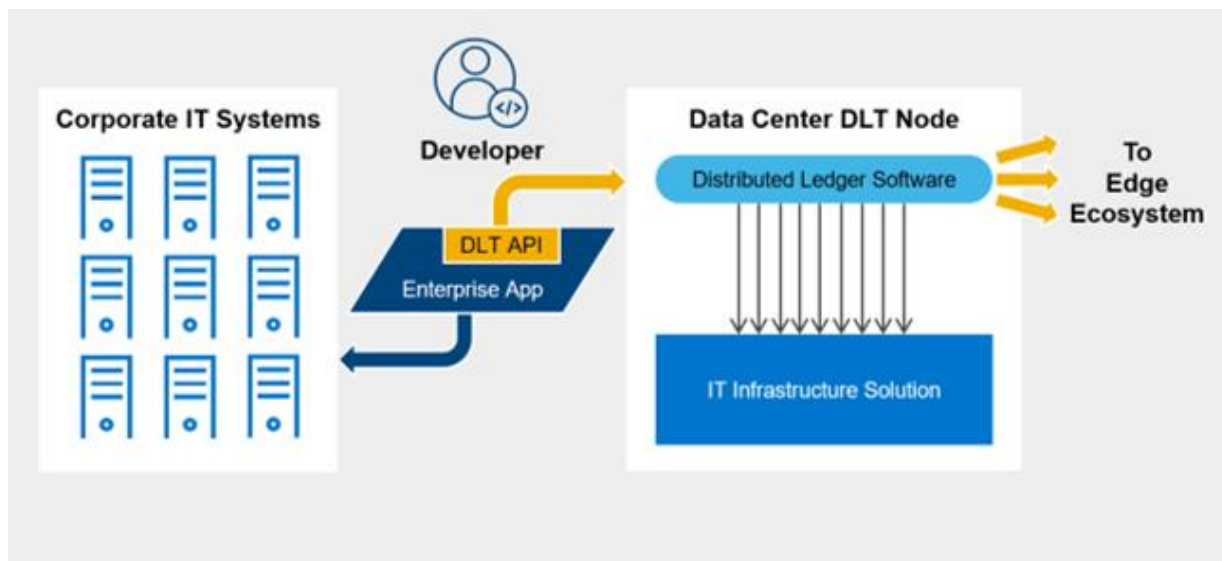 Corporate IT Systems
</>
Developer
DLT API
Enterprise App
Data Center DLT Node
Distributed Ledger Software
IT Infrastructure Solution
To
Edge
Ecosystem